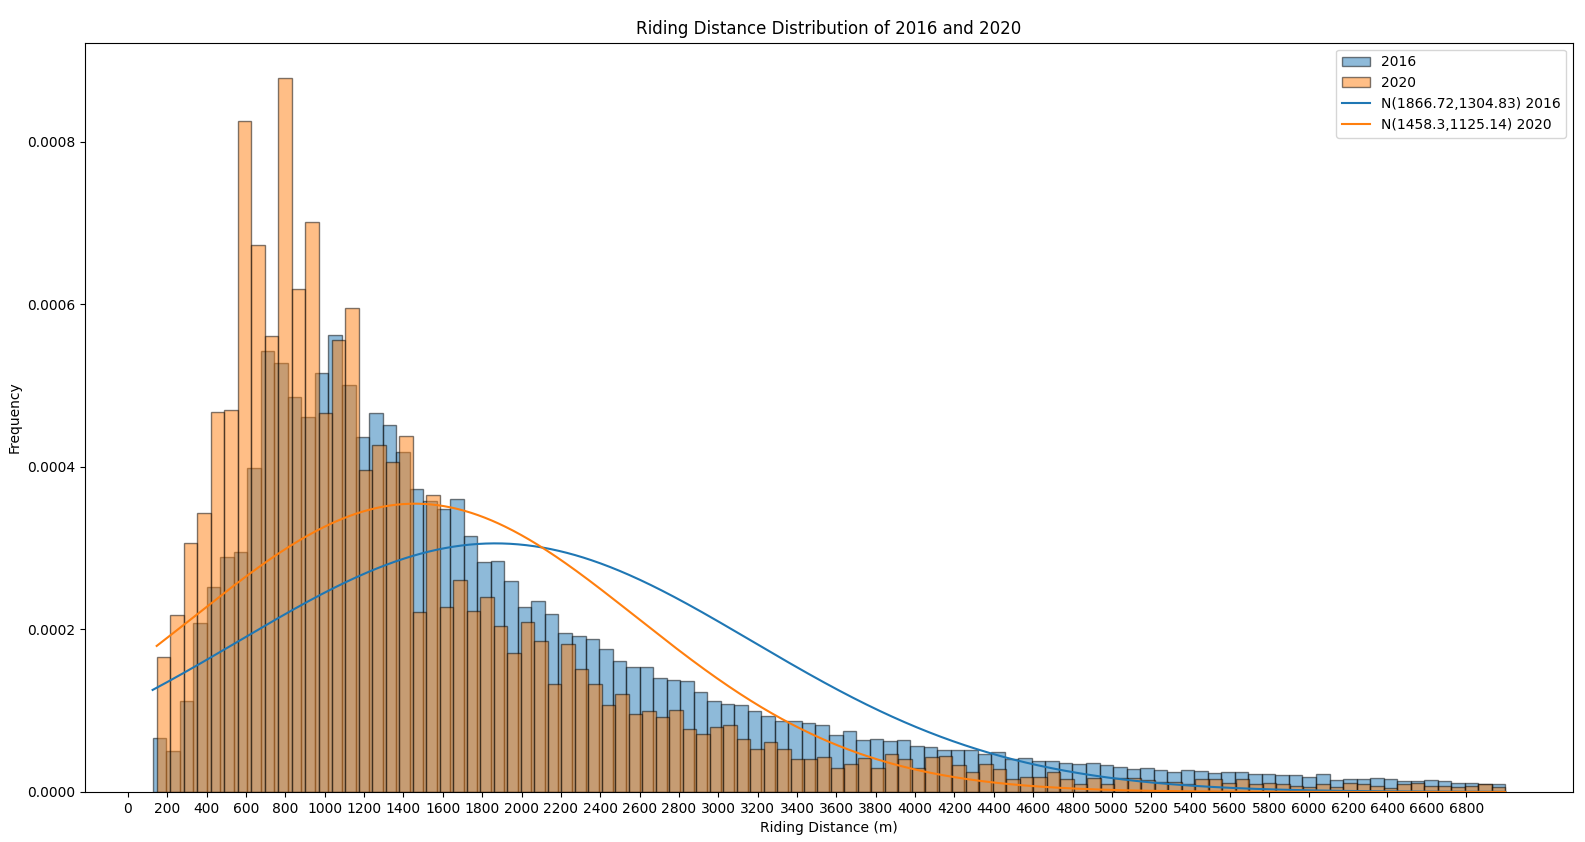 Riding Distance Distribution of 2016 and 2020
2016
2020
N(1866.72,1304.83) 2016
N(1458.3,1125.14) 2020
0.0008
0.0006
0.0004
0.0002
0.0000
Frequency
0 200 400 600 800 1000 1200 1400 1600 1800 2000 2200 2400 2600 2800 3000 3200 3400 3600 3800 4000 4200 4400 4600 4800 5000 5200 5400 5600 5800 6000 6200 6400 6600 6800
Riding Distance (m)